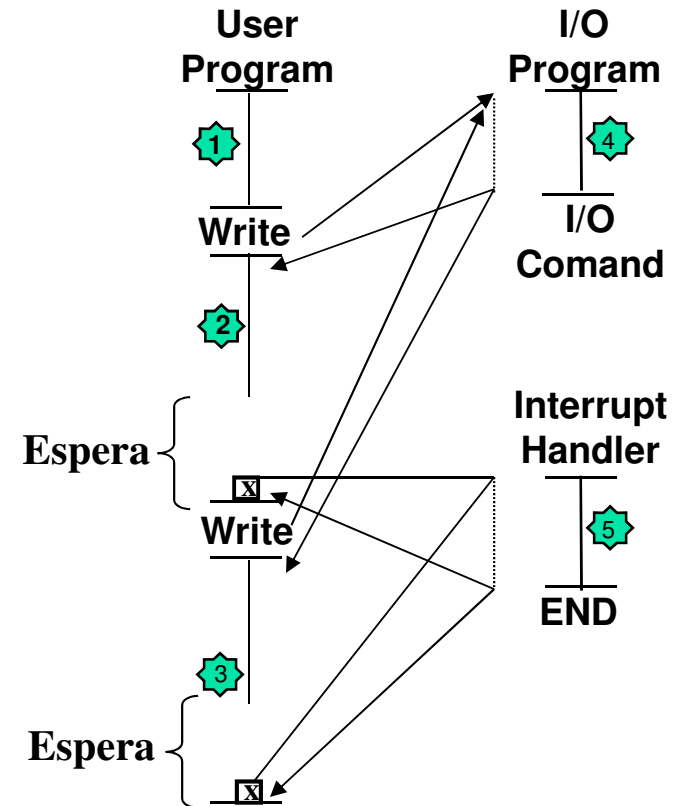 User
Program
1
Write
2
Espera
x
Write
3
Espera
x
I/O
Program
4
I/O
Comand
Interrupt
Handler
5
END